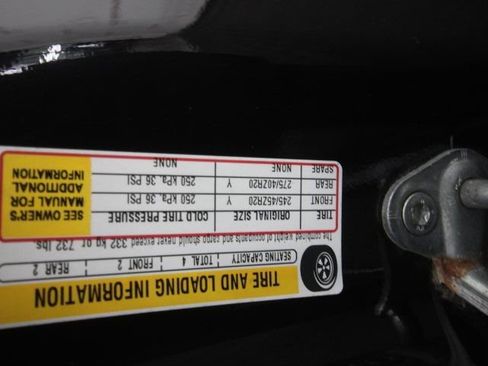 TIRE AND LOADING INFORMATION
SEATING CAPACITY TOTAL 4 FRONT 2 REAR 2
The combined weight of occupants and cargo should never exceed 332 kg or 732 lbs.
TIRE ORIGINAL SIZE COLD TIRE PRESSURE
FRONT 245/45ZR20 Y 250 kPa, 36 PSI
REAR 275/40ZR20 Y 250 kPa, 36 PSI
SPARE NONE NONE
SEE OWNER'S
MANUAL FOR
ADDITIONAL
INFORMATION